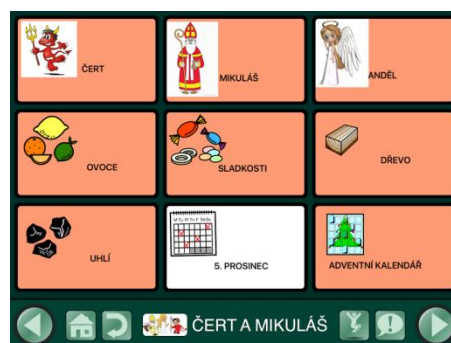 ČERT
MIKULÁŠ
ANDĚL
OVOCE
SLADKOSTI
DŘEVO
UHLÍ
5. PROSINEC
ADVENTNÍ KALENDÁŘ
ČERT A MIKULÁŠ